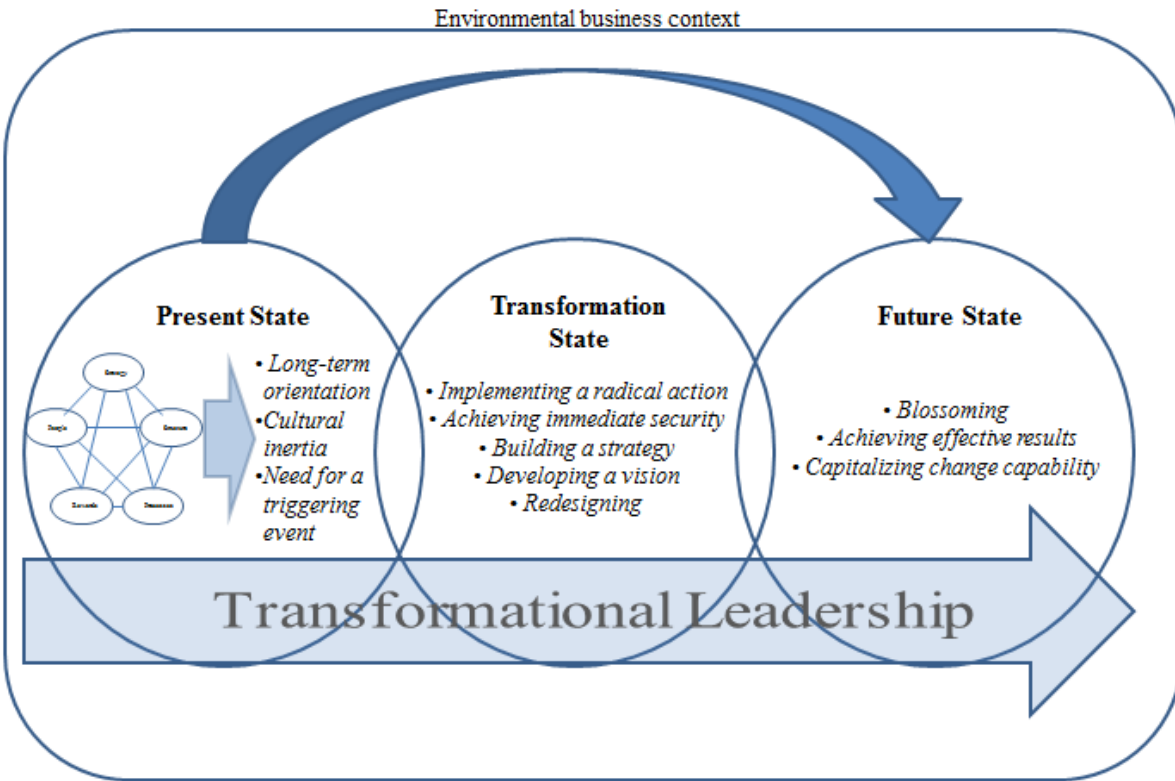 Environmental business context
Present State
• Long-term
orientation
• Cultural
inertia
• Need for a
triggering
event
Transformation
State
• Implementing a radical action
• Achieving immediate security
• Building a strategy
• Developing a vision
• Redesigning
Future State
• Blossoming
• Achieving effective results
• Capitalizing change capability
Transformational Leadership